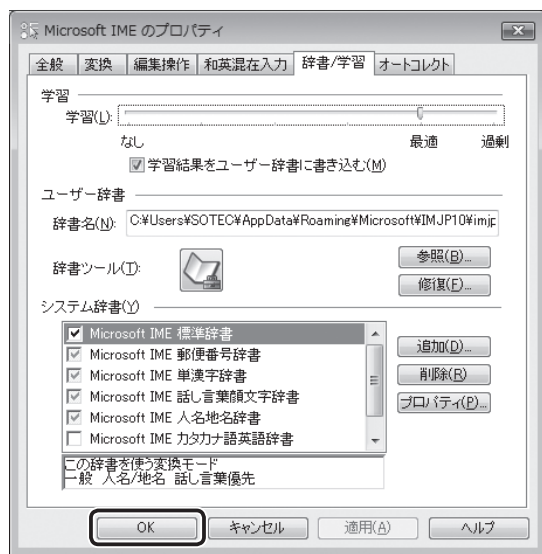 Microsoft IME のプロパティ
全般 変換 編集操作 和英混在入力 辞書/学習 オートコレクト
学習
学習(L):
なし 最適 過剰
学習結果をユーザー辞書に書き込む(M)
ユーザー辞書
辞書名(N): C:¥Users¥SOTEC¥AppData¥Roaming¥Microsoft¥IMJP10¥imjp
参照(B)...
辞書ツール(T):
修復(F)...
システム辞書(Y)
Microsoft IME 標準辞書
Microsoft IME 郵便番号辞書 追加(D)...
Microsoft IME 単漢字辞書 削除(R)
Microsoft IME 話し言葉顔文字辞書 プロパティ(P)...
Microsoft IME 人名地名辞書
Microsoft IME カタカナ語英語辞書
この辞書を使う変換モード
一般 人名/地名 話し言葉優先
OK キャンセル 適用(A) ヘルプ